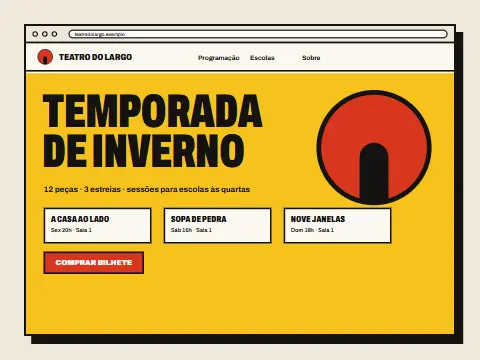 teatrodolargo.exemplo
TEATRO DO LARGO
Programação Escolas Sobre
TEMPORADA
DE INVERNO
12 peças · 3 estreias · sessões para escolas às quartas
A CASA AO LADO
Sex 20h · Sala 1
SOPA DE PEDRA
Sáb 16h · Sala 1
NOVE JANELAS
Dom 18h · Sala 1
COMPRAR BILHETE